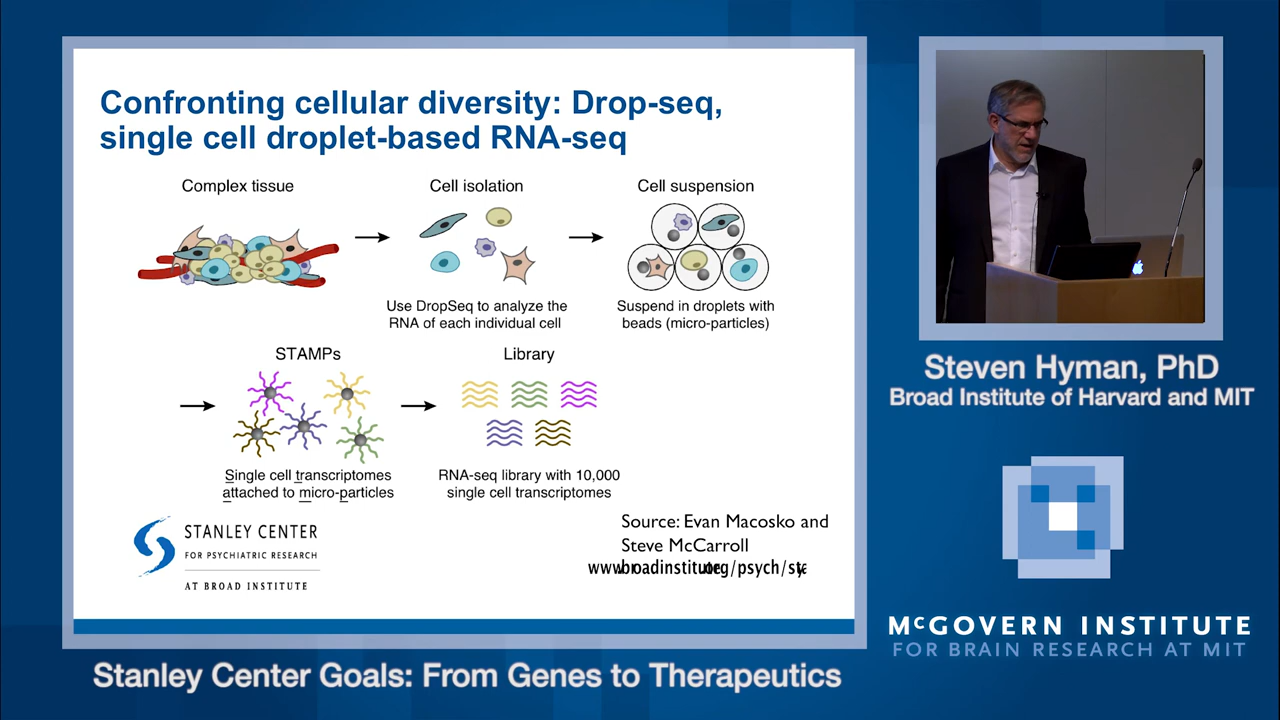 Confronting cellular diversity: Drop-seq,
single cell droplet-based RNA-seq
Complex tissue
Cell isolation
Cell suspension
Use DropSeq to analyze the
RNA of each individual cell
Suspend in droplets with
beads (micro-particles)
STAMPs
Library
Single cell transcriptomes
attached to micro-particles
RNA-seq library with 10,000
single cell transcriptomes
STANLEY CENTER
FOR PSYCHIATRIC RESEARCH
AT BROAD INSTITUTE
Source: Evan Macosko and
Steve McCarroll
Steven Hyman, PhD
Broad Institute of Harvard and MIT
MCGOVERN INSTITUTE
FOR BRAIN RESEARCH AT MIT
Stanley Center Goals: From Genes to Therapeutics